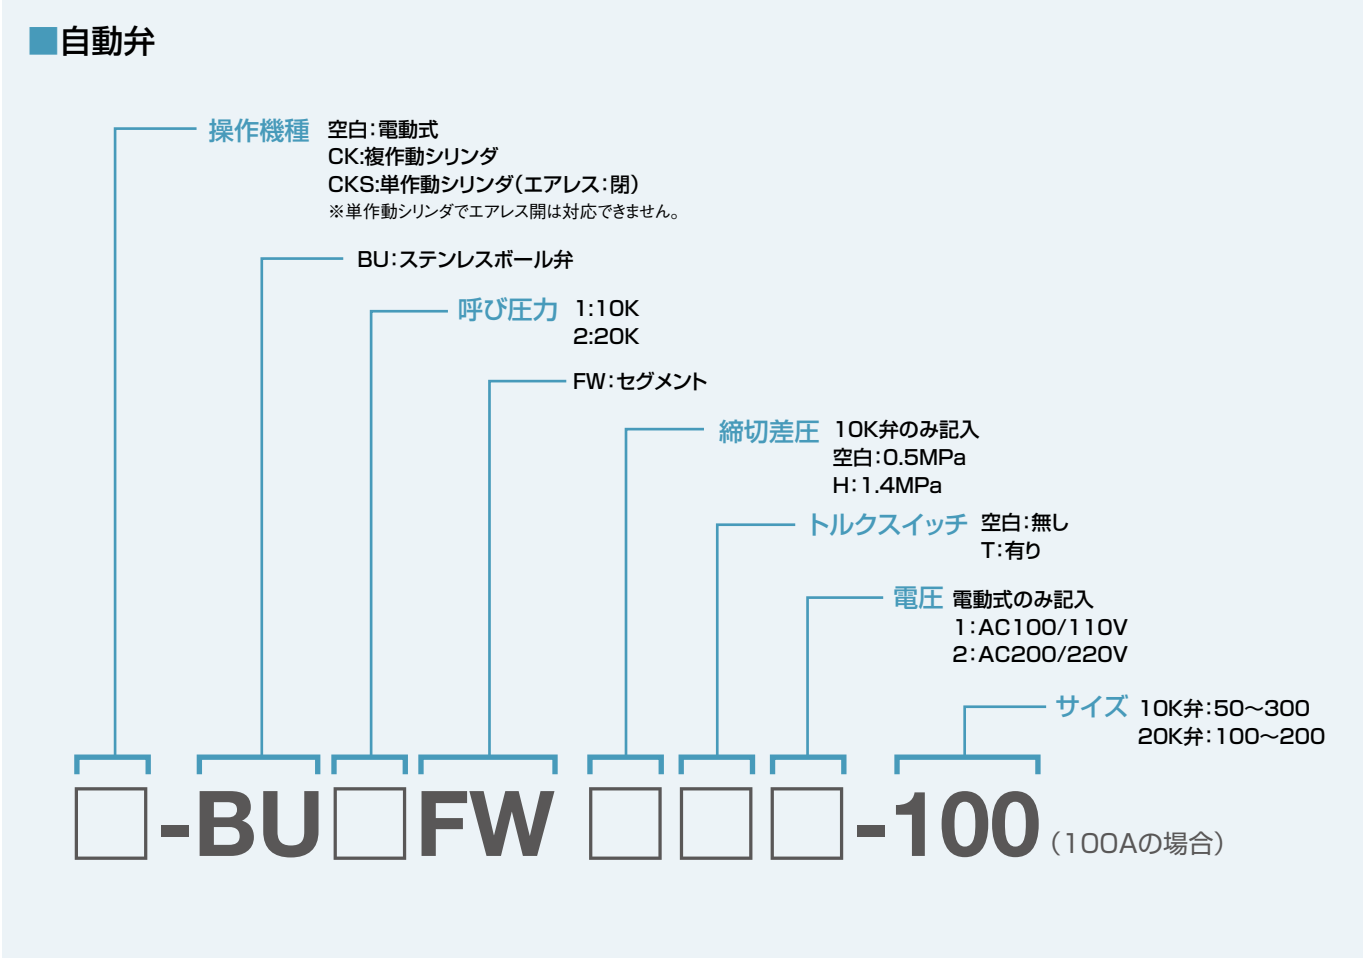 ■自動弁
操作機種 空白：電動式
CK:複作動シリンダ
CKS:単作動シリンダ（エアレス：閉）
※単作動シリンダでエアレス開は対応できません。
BU：ステンレスボール弁
呼び圧力 1:10K
2:20K
FW：セグメント
締切差圧 10K弁のみ記入
空白：0.5MPa
H：1.4MPa
トルクスイッチ 空白：無し
T：有り
電圧 電動式のみ記入
1：AC100/110V
2：AC200/220V
サイズ 10K弁：50〜300
20K弁：100〜200
□-BU□FW □□□-100（100Aの場合）